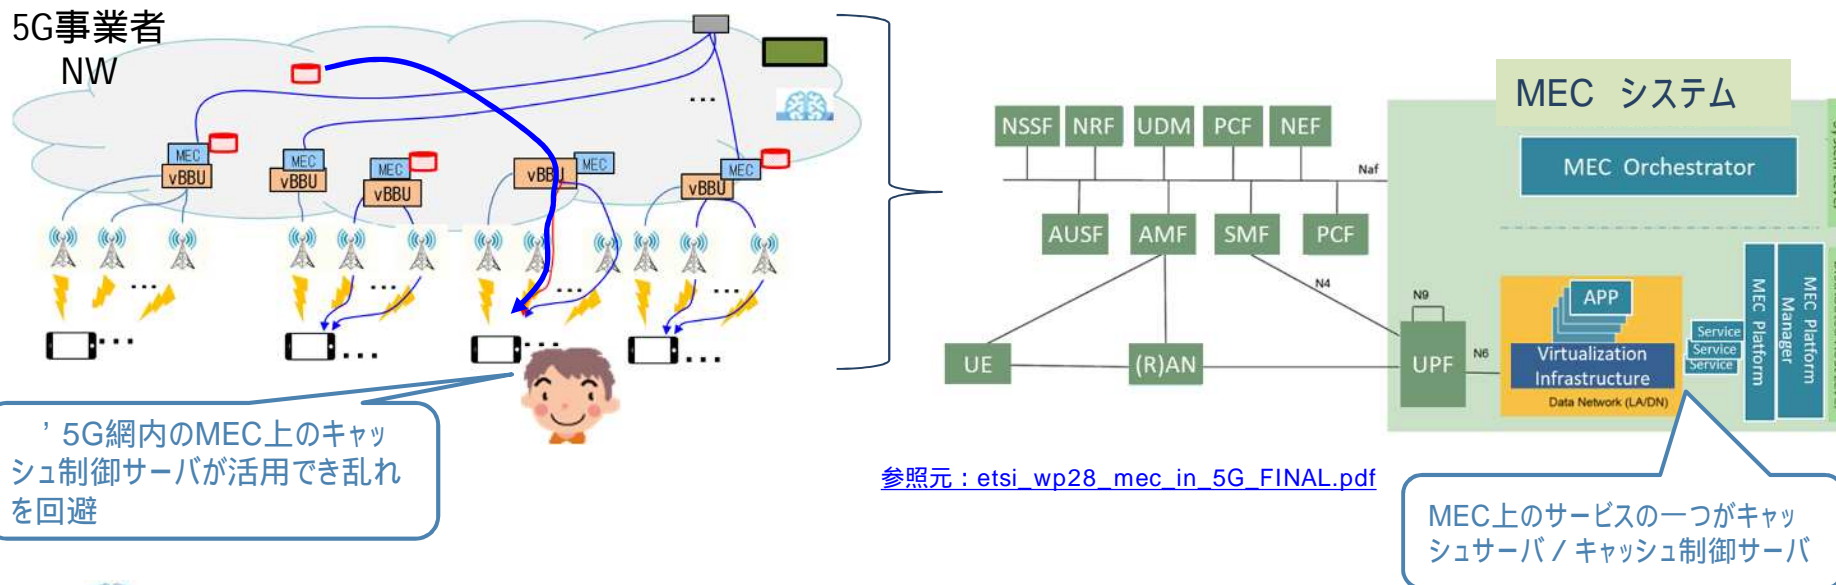 5G事業者
NW
...
MEC
vBBU
MEC
vBBU
MEC
vBBU
MEC
vBBU
MEC
vBBU
...
...
...
...
...
...
...
' 5G網内のMEC上のキャッ
シュ制御サーバが活用でき乱れ
を回避
MEC システム
NSSF
NRF
UDM
PCF
NEF
Naf
MEC Orchestrator
AUSF
AMF
SMF
PCF
N4
N9
UE
(R)AN
UPF
N6
APP
Virtualization
Infrastructure
Data Network (LA/DN)
Service
Service
Service
MEC Platform
MEC Platform
Manager
参照元：etsi_wp28_mec_in_5G_FINAL.pdf
MEC上のサービスの一つがキャッ
シュサーバ / キャッシュ制御サーバ